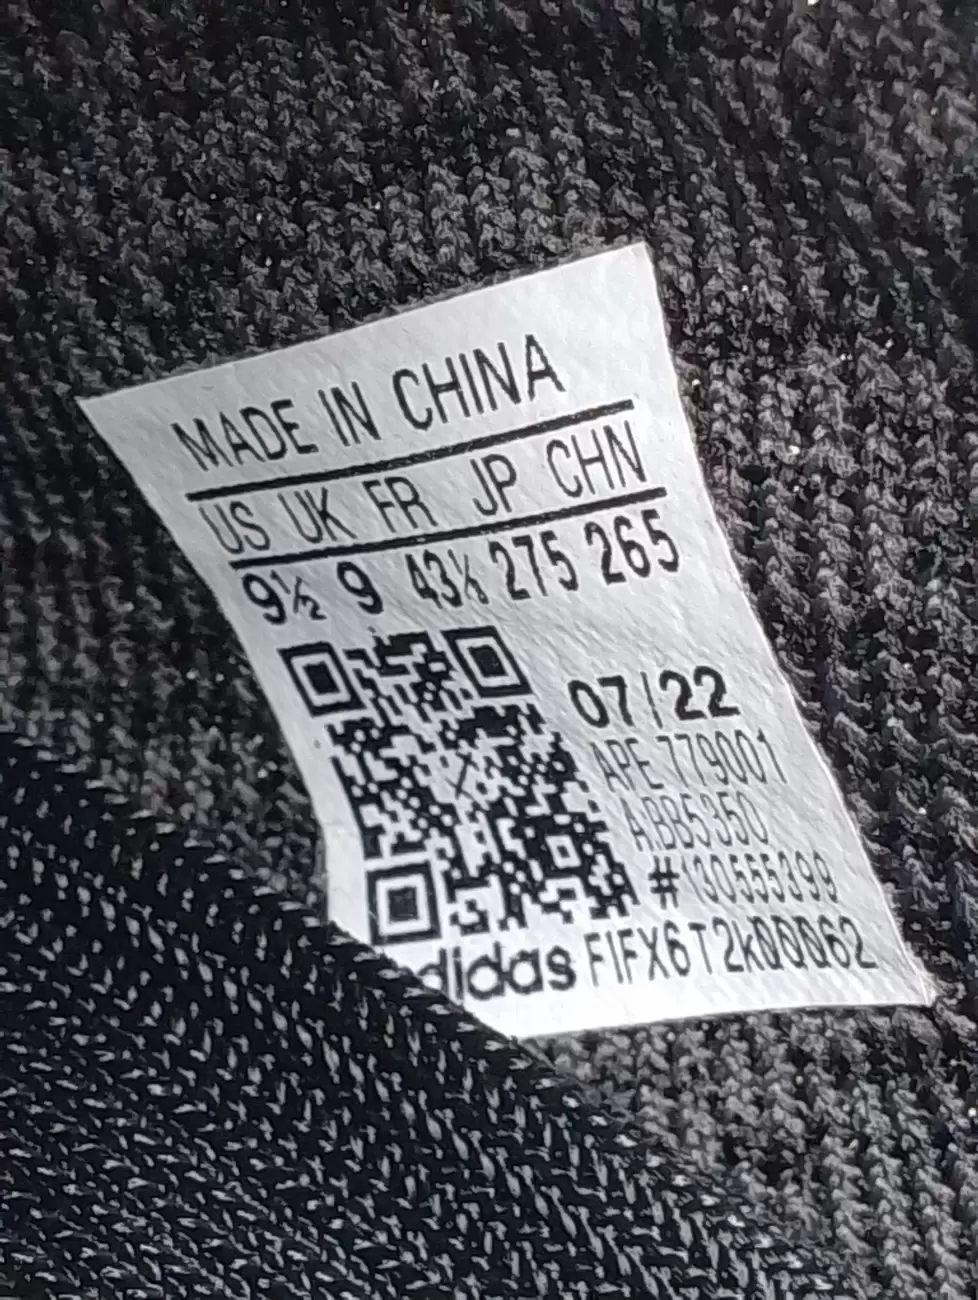 MADE IN CHINA
US UK FR JP CHN
9½ 9 43⅓ 275 265
07/22
APE 779001
A.BB5350
#130555399
adidas FIFX6T2k00062